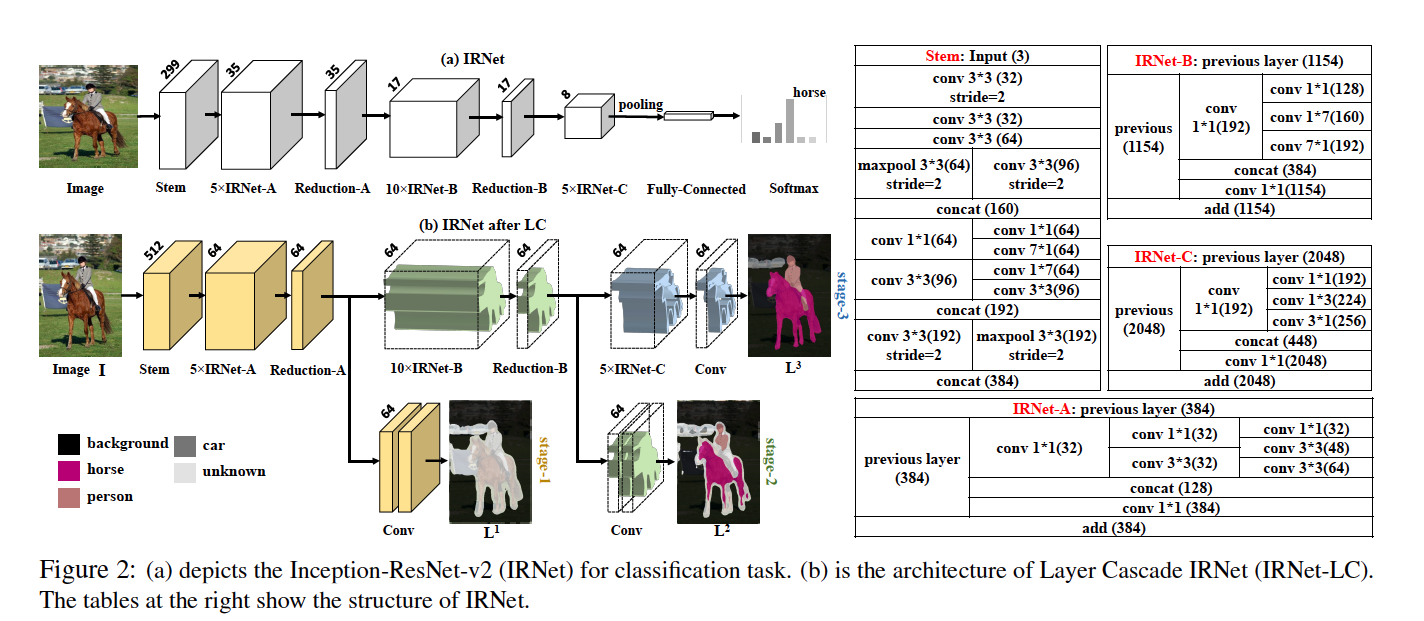 (a) IRNet
299
35
35
17
17
8
pooling
horse
Image
Stem
5×IRNet-A
Reduction-A
10×IRNet-B
Reduction-B
5×IRNet-C
Fully-Connected
Softmax
(b) IRNet after LC
512
64
64
64
64
64
64
stage-3
Image I
Stem
5×IRNet-A
Reduction-A
10×IRNet-B
Reduction-B
5×IRNet-C
Conv
L³
64
stage-1
64
stage-2
Conv
L¹
Conv
L²
background
horse
person
car
unknown
Stem: Input (3)
conv 3*3 (32)
stride=2
conv 3*3 (32)
conv 3*3 (64)
maxpool 3*3(64)
stride=2
conv 3*3(96)
stride=2
concat (160)
conv 1*1(64)
conv 1*1(64)
conv 7*1(64)
conv 3*3(96)
conv 1*7(64)
conv 3*3(96)
concat (192)
conv 3*3(192)
stride=2
maxpool 3*3(192)
stride=2
concat (384)
IRNet-B: previous layer (1154)
previous
(1154)
conv
1*1(192)
conv 1*1(128)
conv 1*7(160)
conv 7*1(192)
concat (384)
conv 1*1(1154)
add (1154)
IRNet-C: previous layer (2048)
previous
(2048)
conv
1*1(192)
conv 1*1(192)
conv 1*3(224)
conv 3*1(256)
concat (448)
conv 1*1(2048)
add (2048)
IRNet-A: previous layer (384)
previous layer
(384)
conv 1*1(32)
conv 1*1(32)
conv 3*3(32)
conv 1*1(32)
conv 3*3(48)
conv 3*3(64)
concat (128)
conv 1*1 (384)
add (384)
Figure 2: (a) depicts the Inception-ResNet-v2 (IRNet) for classification task. (b) is the architecture of Layer Cascade IRNet (IRNet-LC).
The tables at the right show the structure of IRNet.